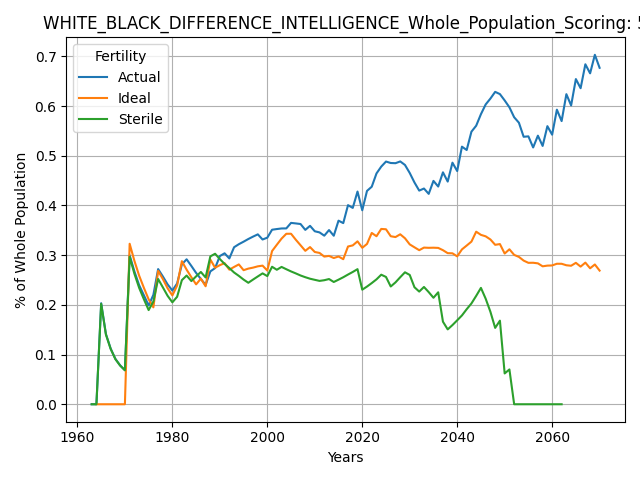 WHITE_BLACK_DIFFERENCE_INTELLIGENCE_Whole_Population_Scoring:
% of Whole Population
0.7
0.6
0.5
0.4
0.3
0.2
0.1
0.0
Fertility
Actual
Ideal
Sterile
1960 1980 2000 2020 2040 2060
Years